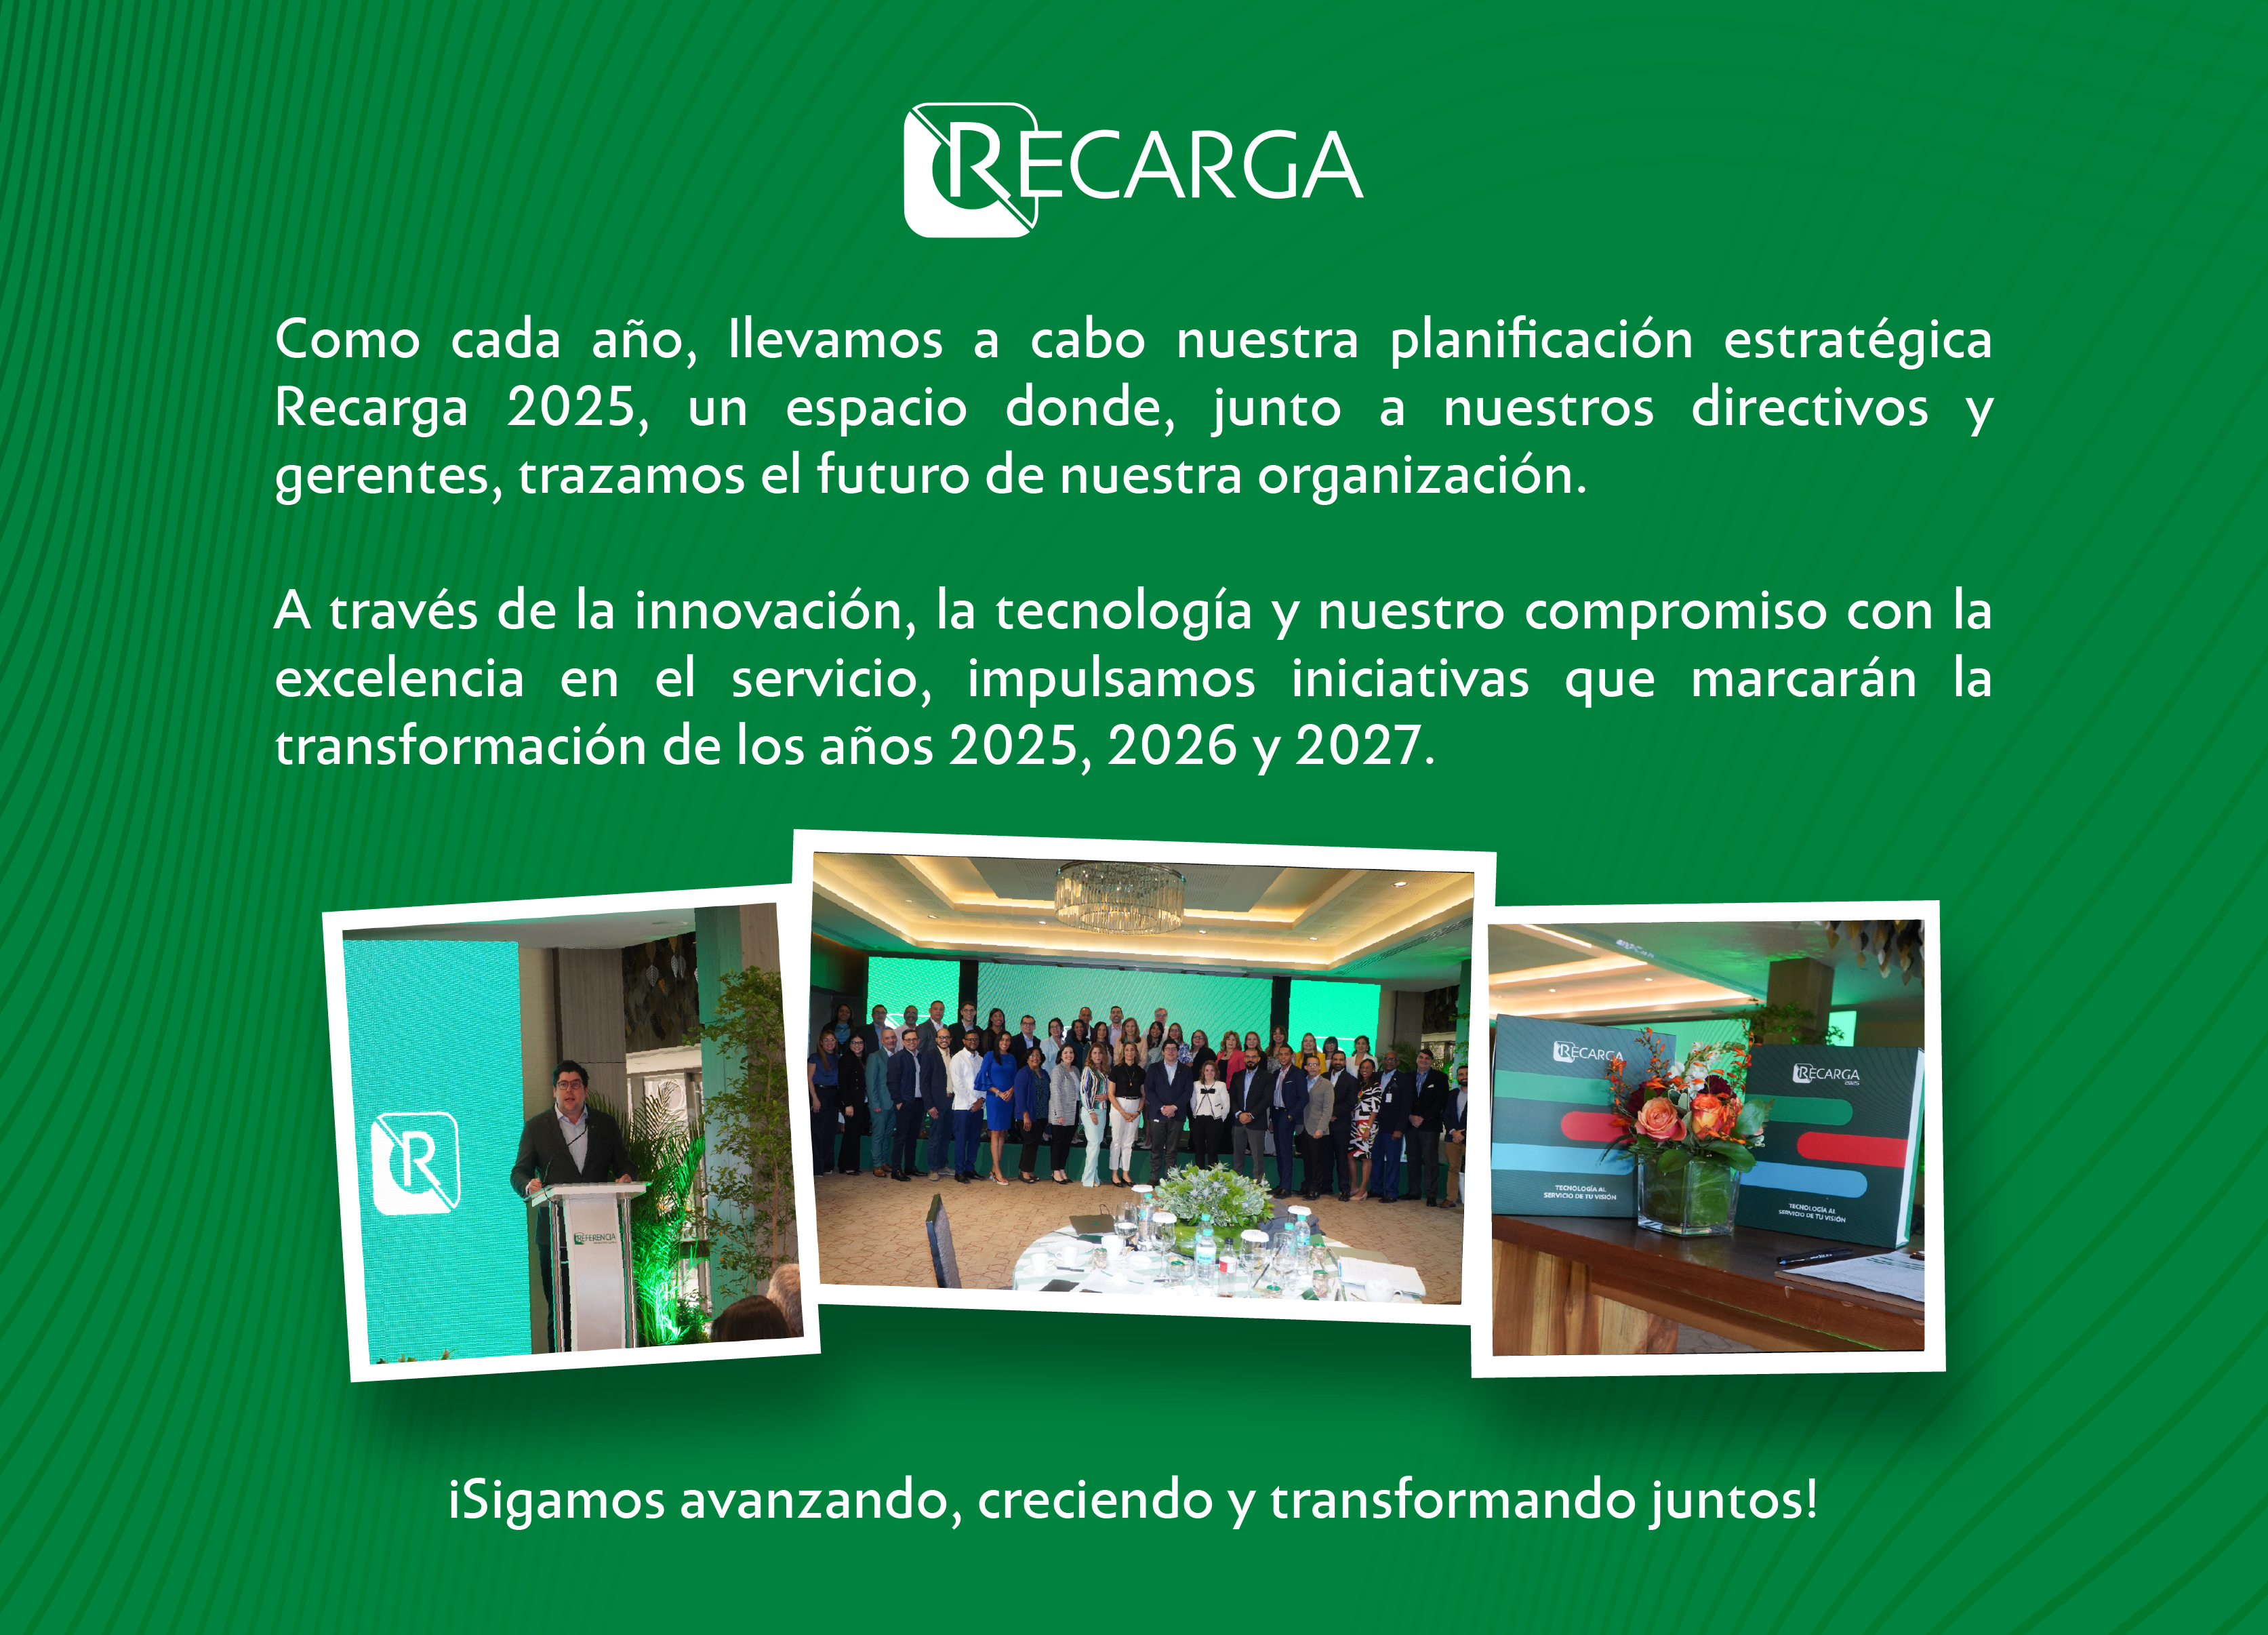 RECARGA
Como cada año, llevamos a cabo nuestra planificación estratégica
Recarga 2025, un espacio donde, junto a nuestros directivos y
gerentes, trazamos el futuro de nuestra organización.
A través de la innovación, la tecnología y nuestro compromiso con la
excelencia en el servicio, impulsamos iniciativas que marcarán la
transformación de los años 2025, 2026 y 2027.
R
REFERENCIA
RECARGA
TECNOLOGÍA AL
SERVICIO DE TU VISIÓN
RECARGA
2025
TECNOLOGÍA AL
SERVICIO DE TU VISIÓN
¡Sigamos avanzando, creciendo y transformando juntos!